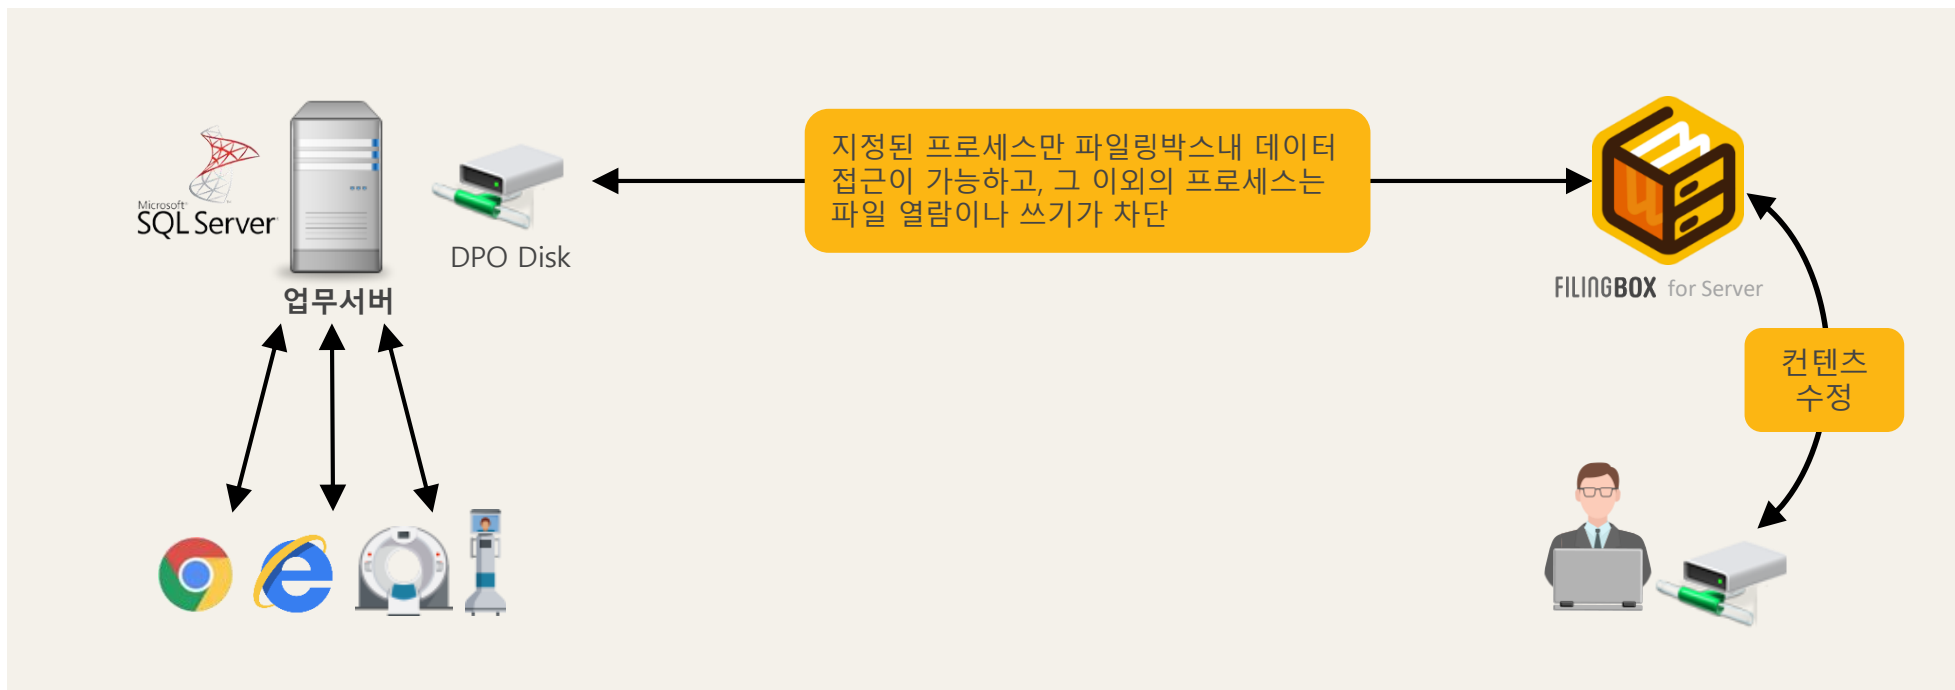 Microsoft
SQL Server
업무서버
DPO Disk
지정된 프로세스만 파일링박스내 데이터
접근이 가능하고, 그 이외의 프로세스는
파일 열람이나 쓰기가 차단
FILINGBOX for Server
컨텐츠
수정